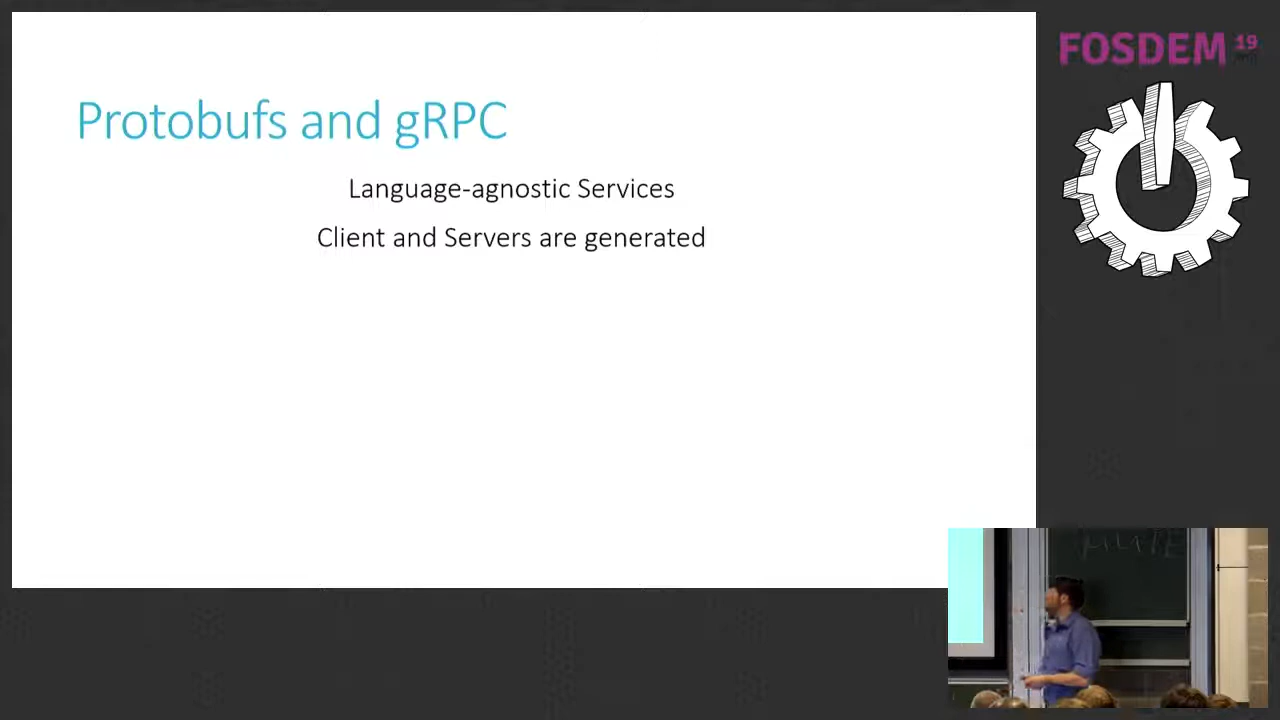 Protobufs and gRPC
Language-agnostic Services
Client and Servers are generated
FOSDEM 19